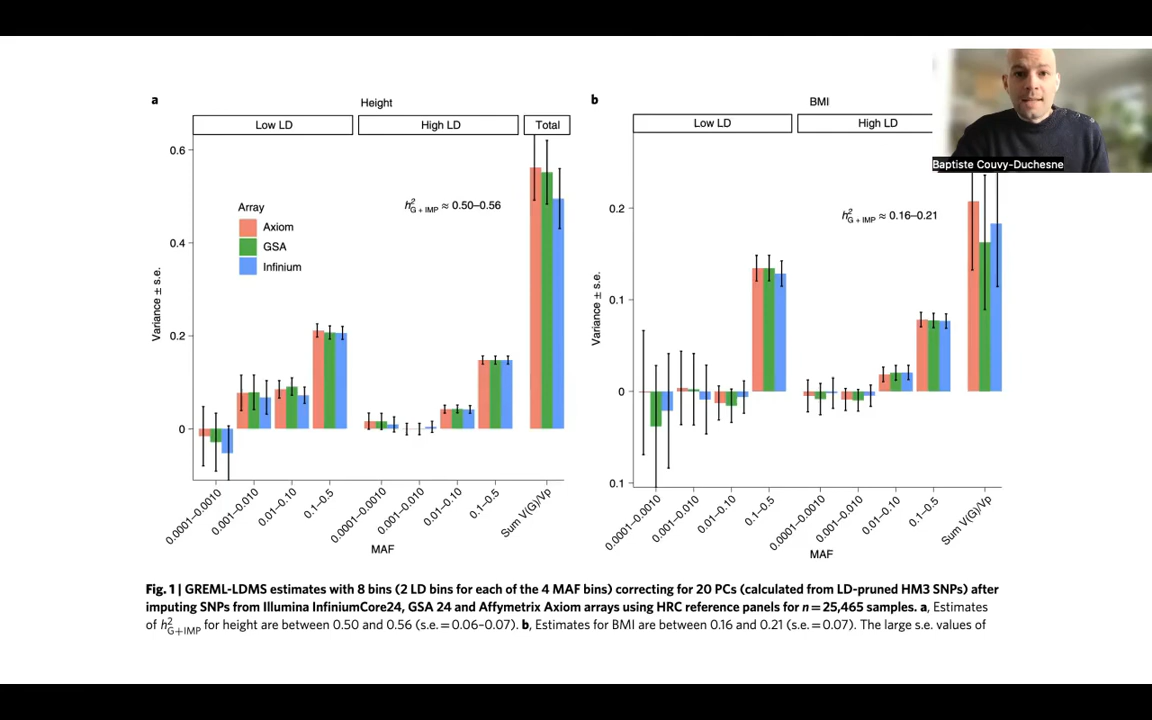 a
Height
Low LD
High LD
Total
0.6
0.4
0.2
0
Variance ± s.e.
h²G + IMP ≈ 0.50–0.56
Array
Axiom
GSA
Infinium
0.0001–0.0010
0.001–0.010
0.01–0.10
0.1–0.5
0.0001–0.0010
0.001–0.010
0.01–0.10
0.1–0.5
Sum V(G)/Vp
MAF
b
BMI
Low LD
High LD
0.2
0.1
0
0.1
Variance ± s.e.
h²G + IMP ≈ 0.16–0.21
0.0001–0.0010
0.001–0.010
0.01–0.10
0.1–0.5
0.0001–0.0010
0.001–0.010
0.01–0.10
0.1–0.5
Sum V(G)/Vp
MAF
Baptiste Couvy-Duchesne
Fig. 1 | GREML-LDMS estimates with 8 bins (2 LD bins for each of the 4 MAF bins) correcting for 20 PCs (calculated from LD-pruned HM3 SNPs) after
imputing SNPs from Illumina InfiniumCore24, GSA 24 and Affymetrix Axiom arrays using HRC reference panels for n = 25,465 samples. a, Estimates
of h²G+IMP for height are between 0.50 and 0.56 (s.e. = 0.06–0.07). b, Estimates for BMI are between 0.16 and 0.21 (s.e. = 0.07). The large s.e. values of